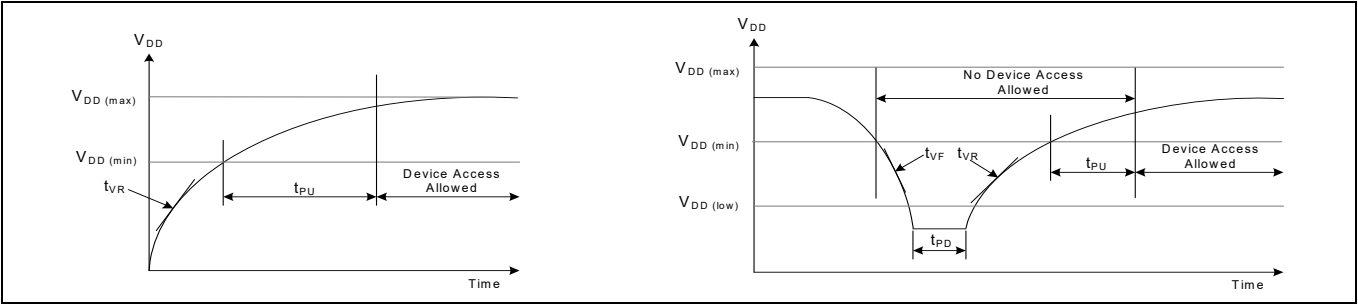 VDD
VDD (max)
VDD (min)
tVR
tPU
Device Access
Allowed
Time
VDD
VDD (max)
No Device Access
Allowed
VDD (min)
tVF
tVR
tPU
Device Access
Allowed
VDD (low)
tPD
Time